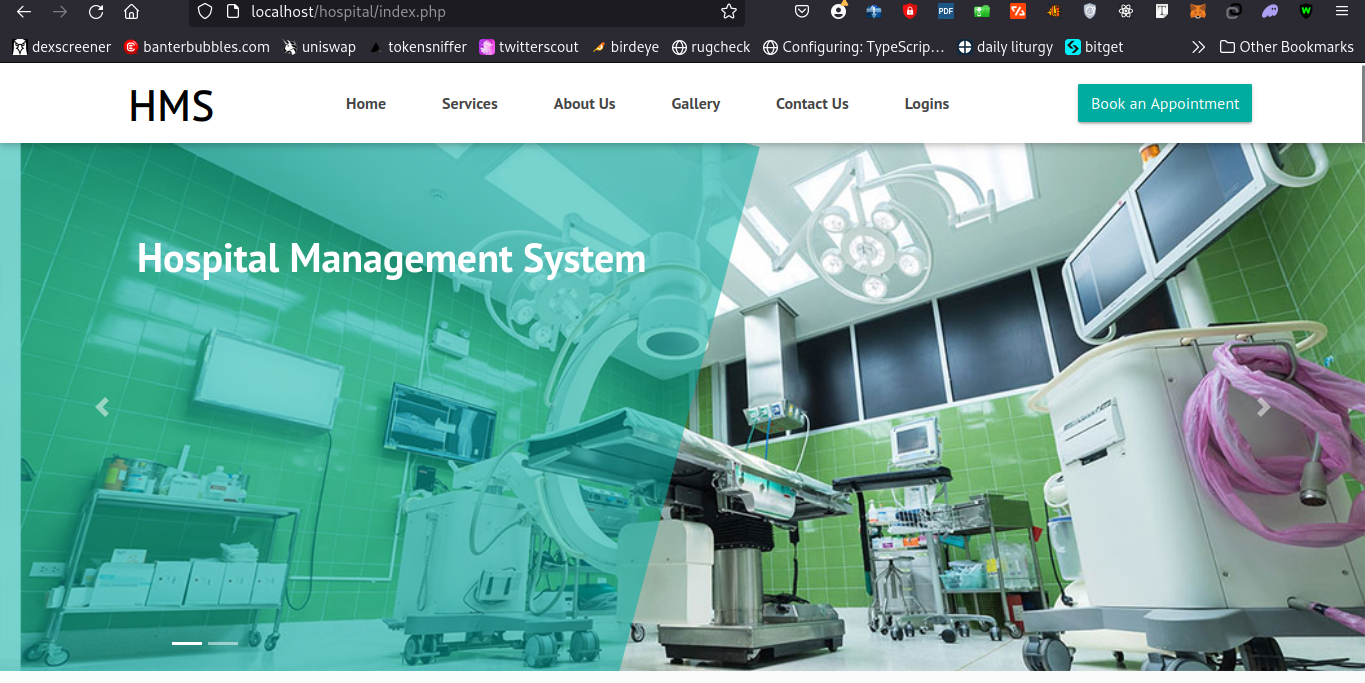 localhost/hospital/index.php
PDF
T
W
dexscreener banterbubbles.com uniswap tokensniffer twitterscout birdeye rugcheck Configuring: TypeScrip… daily liturgy bitget Other Bookmarks
HMS Home Services About Us Gallery Contact Us Logins Book an Appointment
Hospital Management System